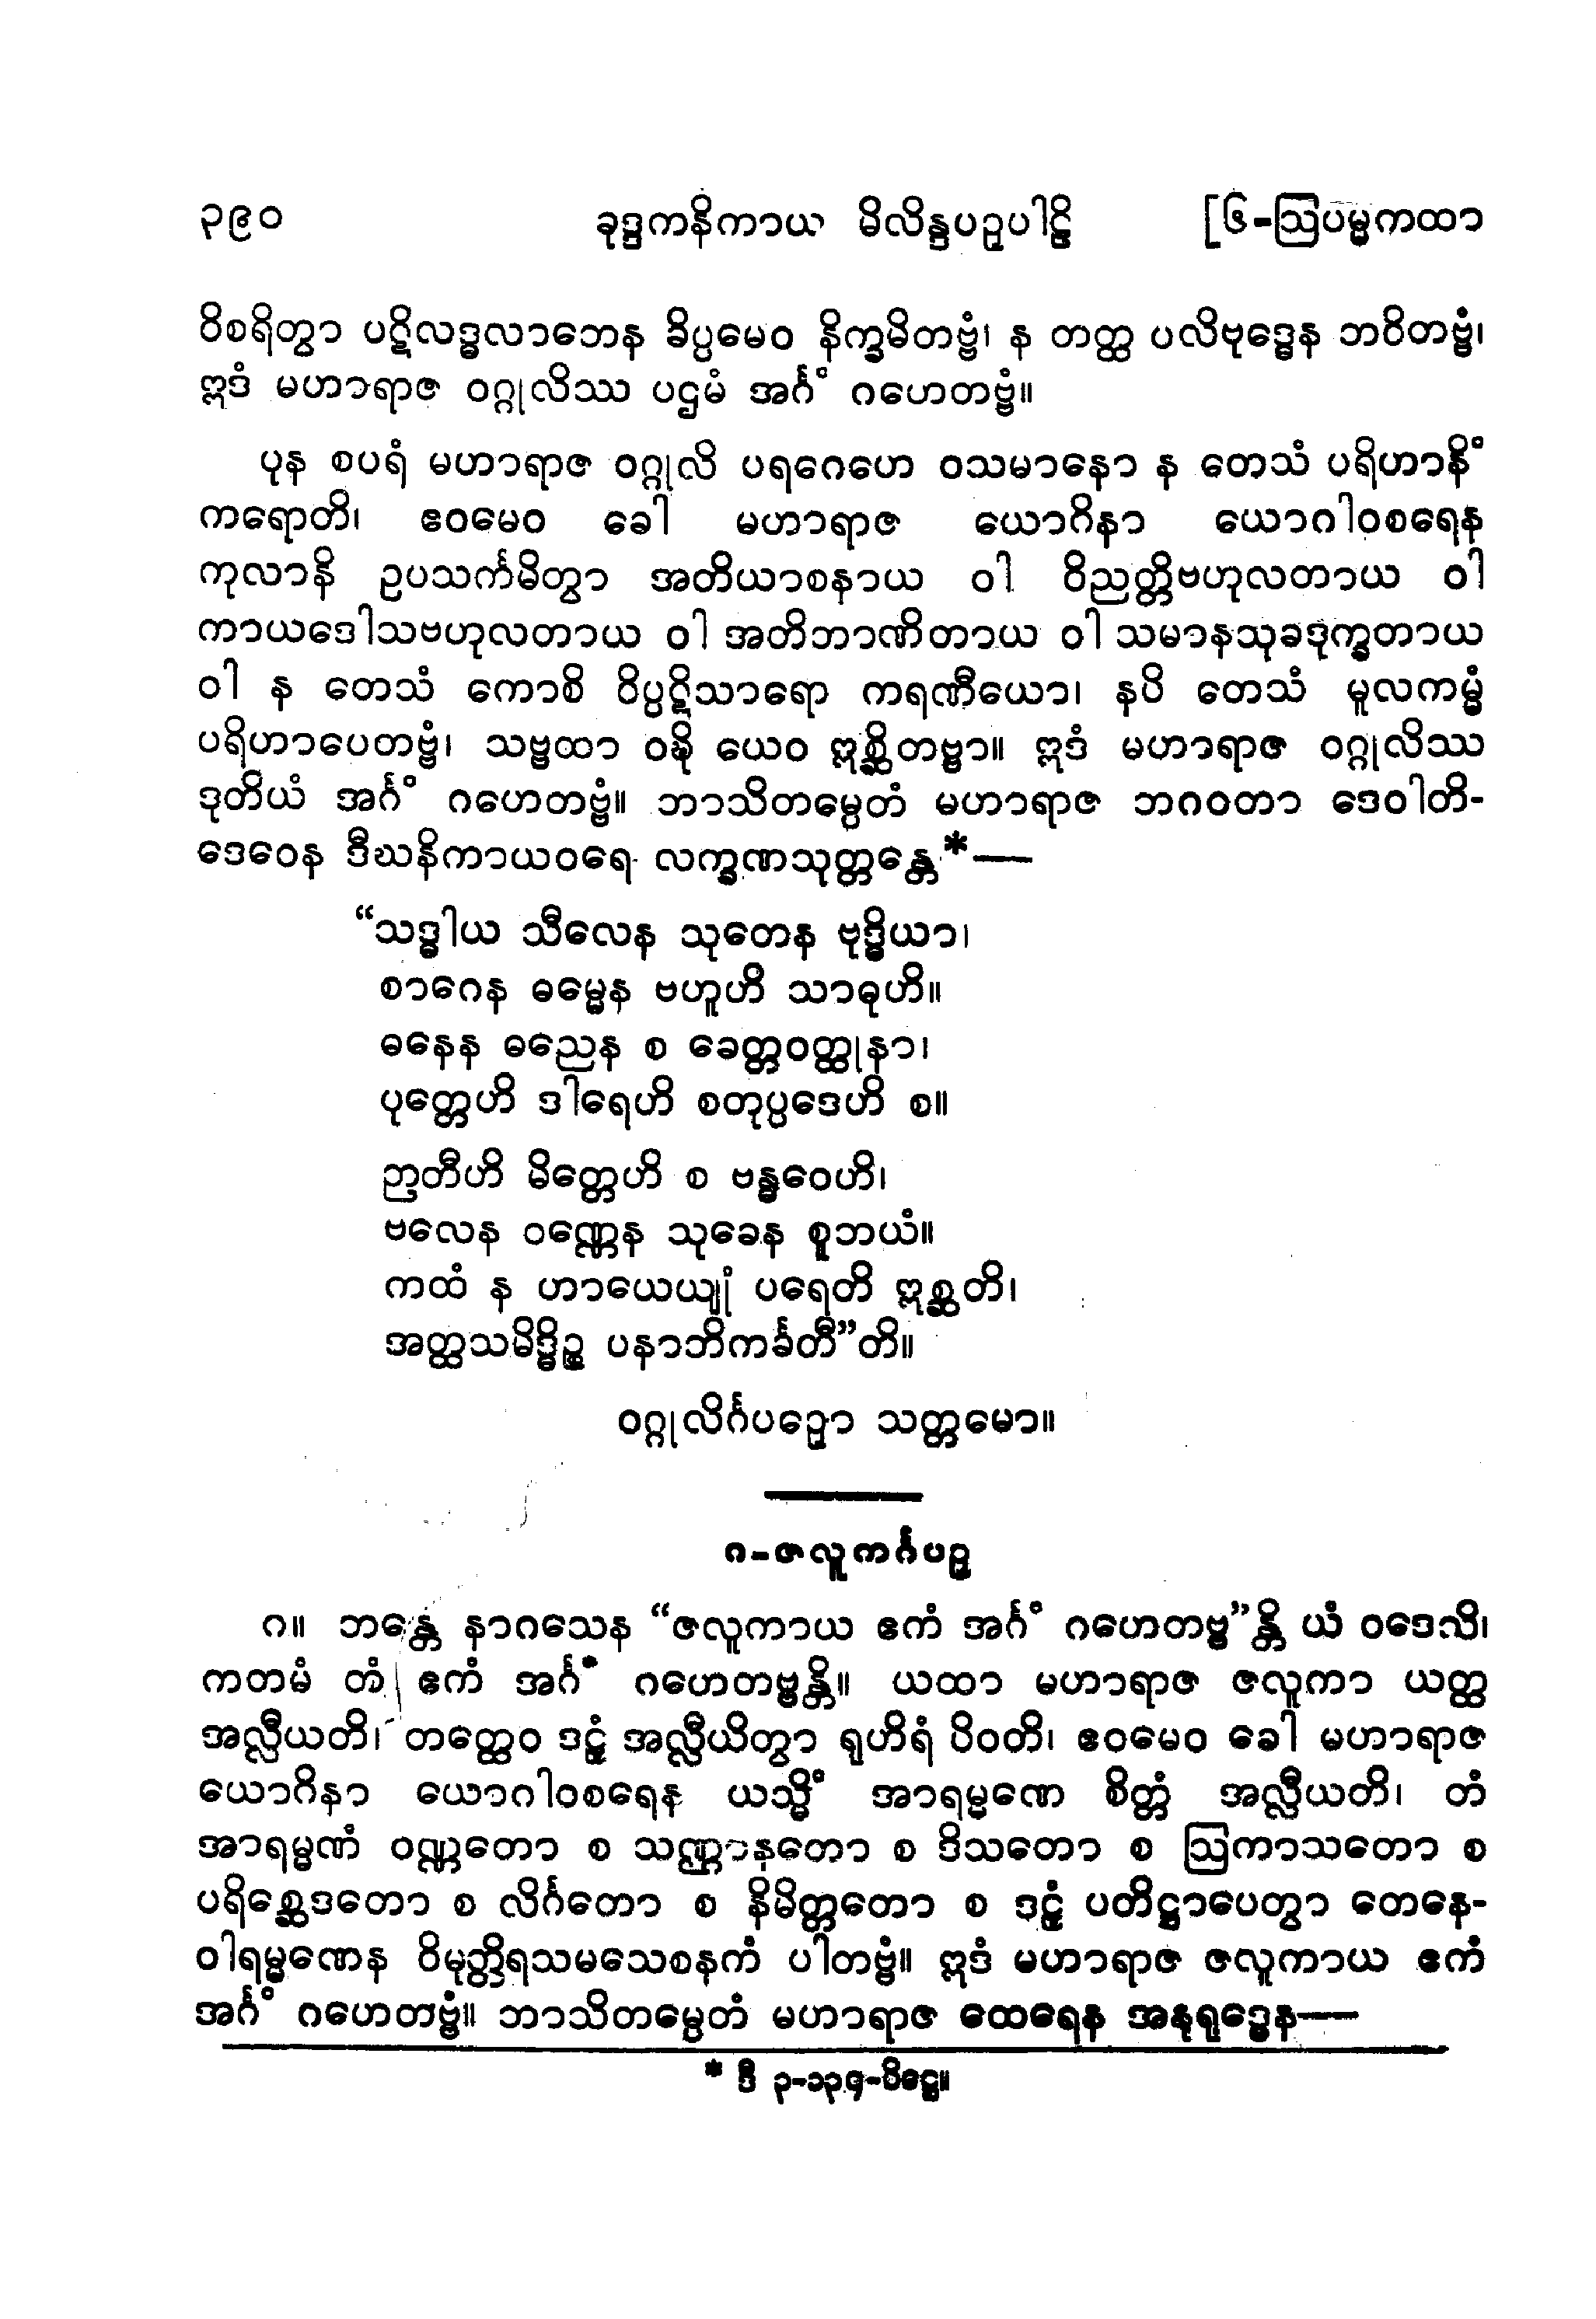 ၃၉၀ ခုဒ္ဒကနိကာယ မိလိန္ဒပဉှပါဠိ [၆-ဩပမ္မကထာ
ဝိစရိတွာ ပဋိလဒ္ဓလာဘေန ခိပ္ပမေဝ နိက္ခမိတဗ္ဗံ၊ န တတ္ထ ပလိဗုဒ္ဓေန ဘဝိတဗ္ဗံ၊
ဣဒံ မဟာရာဇ ဝဂ္ဂုလိဿ ပဌမံ အင်္ဂံ ဂဟေတဗ္ဗံ။
ပုန စပရံ မဟာရာဇ ဝဂ္ဂုလိ ပရဂေဟေ ဝသမာနော န တေသံ ပရိဟာနိံ
ကရောတိ၊ ဧဝမေဝ ခေါ မဟာရာဇ ယောဂိနာ ယောဂါဝစရေန
ကုလာနိ ဥပသင်္ကမိတွာ အတိယာစနာယ ဝါ ဝိညတ္တိဗဟုလတာယ ဝါ
ကာယဒေါသဗဟုလတာယ ဝါ အတိဘာဏိတာယ ဝါ သမာနသုခဒုက္ခတာယ
ဝါ န တေသံ ကောစိ ဝိပ္ပဋိသာရော ကရဏီယော၊ နပိ တေသံ မူလကမ္မံ
ပရိဟာပေတဗ္ဗံ၊ သဗ္ဗထာ ဝဍ္ဎိ ယေဝ ဣစ္ဆိတဗ္ဗာ။ ဣဒံ မဟာရာဇ ဝဂ္ဂုလိဿ
ဒုတိယံ အင်္ဂံ ဂဟေတဗ္ဗံ။ ဘာသိတမ္ပေတံ မဟာရာဇ ဘဂဝတာ ဒေဝါတိ-
ဒေဝေန ဒီဃနိကာယဝရေ လက္ခဏသုတ္တန္တေ*—
“သဒ္ဓါယ သီလေန သုတေန ဗုဒ္ဓိယာ၊
စာဂေန ဓမ္မေန ဗဟူဟိ သာဓုဟိ။
ဓနေန ဓညေန စ ခေတ္တဝတ္ထုနာ၊
ပုတ္တေဟိ ဒါရေဟိ စတုပ္ပဒေဟိ စ။
ဉာတီဟိ မိတ္တေဟိ စ ဗန္ဓဝေဟိ၊
ဗလေန ဝဏ္ဏေန သုခေန စူဘယံ။
ကထံ န ဟာယေယျုံ ပရေတိ ဣစ္ဆတိ၊
အတ္ထသမိဒ္ဓိဉ္စ ပနာဘိကင်္ခတီ”တိ။
ဝဂ္ဂုလိင်္ဂပဉှော သတ္တမော။
၈-ဇလူကင်္ဂပဉှ
၈။ ဘန္တေ နာဂသေန “ဇလူကာယ ဧကံ အင်္ဂံ ဂဟေတဗ္ဗ”န္တိ ယံ ဝဒေသိ၊
ကတမံ တံ ဧကံ အင်္ဂံ ဂဟေတဗ္ဗန္တိ။ ယထာ မဟာရာဇ ဇလူကာ ယတ္ထ
အလ္လီယတိ၊ တတ္ထေဝ ဒဠှံ အလ္လီယိတွာ ရုဟိရံ ပိဝတိ၊ ဧဝမေဝ ခေါ မဟာရာဇ
ယောဂိနာ ယောဂါဝစရေန ယသ္မိံ အာရမ္မဏေ စိတ္တံ အလ္လီယတိ၊ တံ
အာရမ္မဏံ ဝဏ္ဏတော စ သဏ္ဌာနတော စ ဒိသတော စ ဩကာသတော စ
ပရိစ္ဆေဒတော စ လိင်္ဂတော စ နိမိတ္တတော စ ဒဠှံ ပတိဋ္ဌာပေတွာ တေနေ-
ဝါရမ္မဏေန ဝိမုတ္တိရသမသေစနကံ ပါတဗ္ဗံ။ ဣဒံ မဟာရာဇ ဇလူကာယ ဧကံ
အင်္ဂံ ဂဟေတဗ္ဗံ။ ဘာသိတမ္ပေတံ မဟာရာဇ ထေရေန အနုရုဒ္ဓေန—
* ဒီ ၃-၁၃၄-ပိဋ္ဌေ။